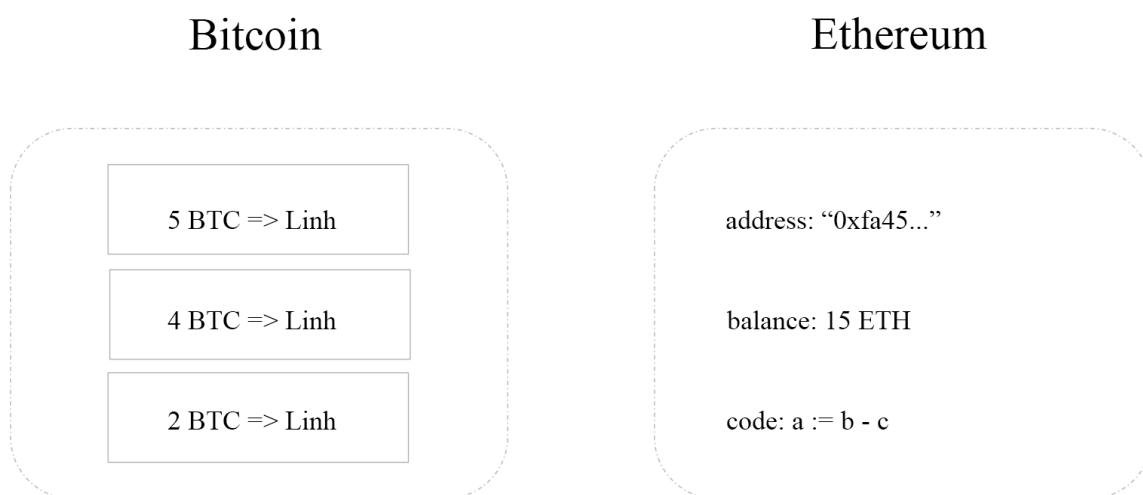 Bitcoin
Ethereum
5 BTC => Linh
4 BTC => Linh
2 BTC => Linh
address: “0xfa45...”
balance: 15 ETH
code: a := b - c